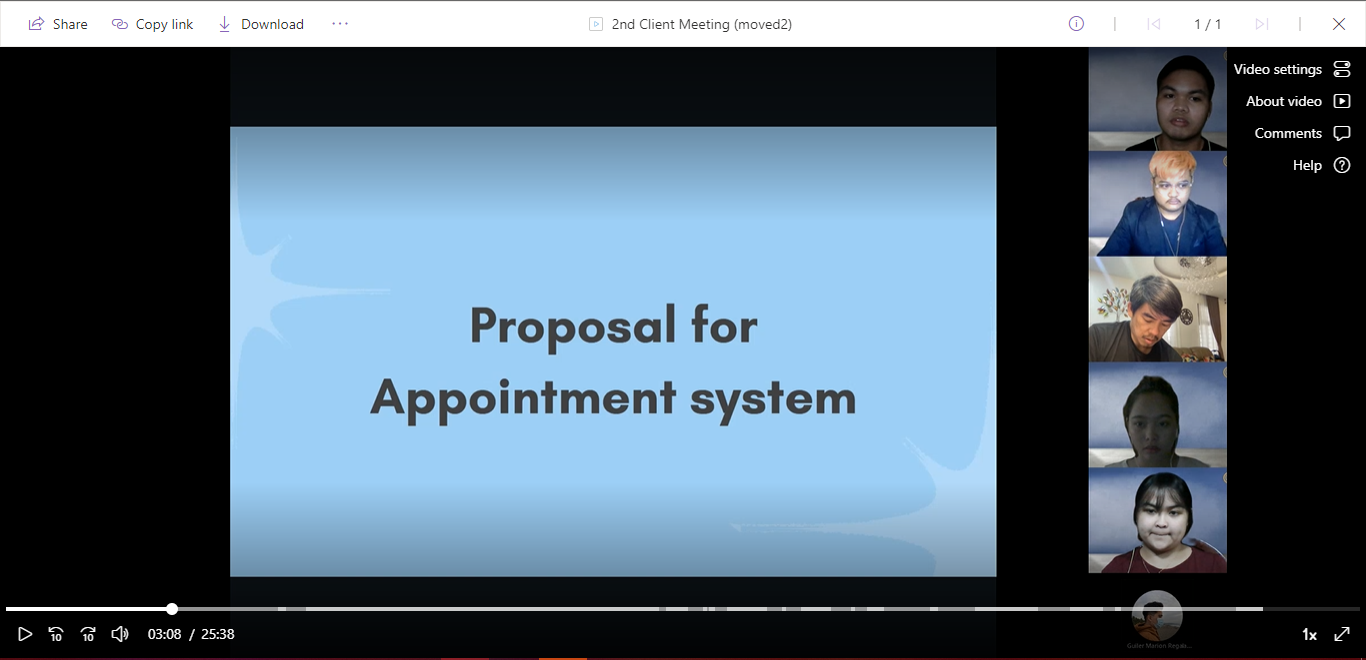 Share Copy link Download ··· 2nd Client Meeting (moved2) 1 / 1
Video settings
About video
Comments
Help
Proposal for
Appointment system
10 10 03:08 / 25:38 1x